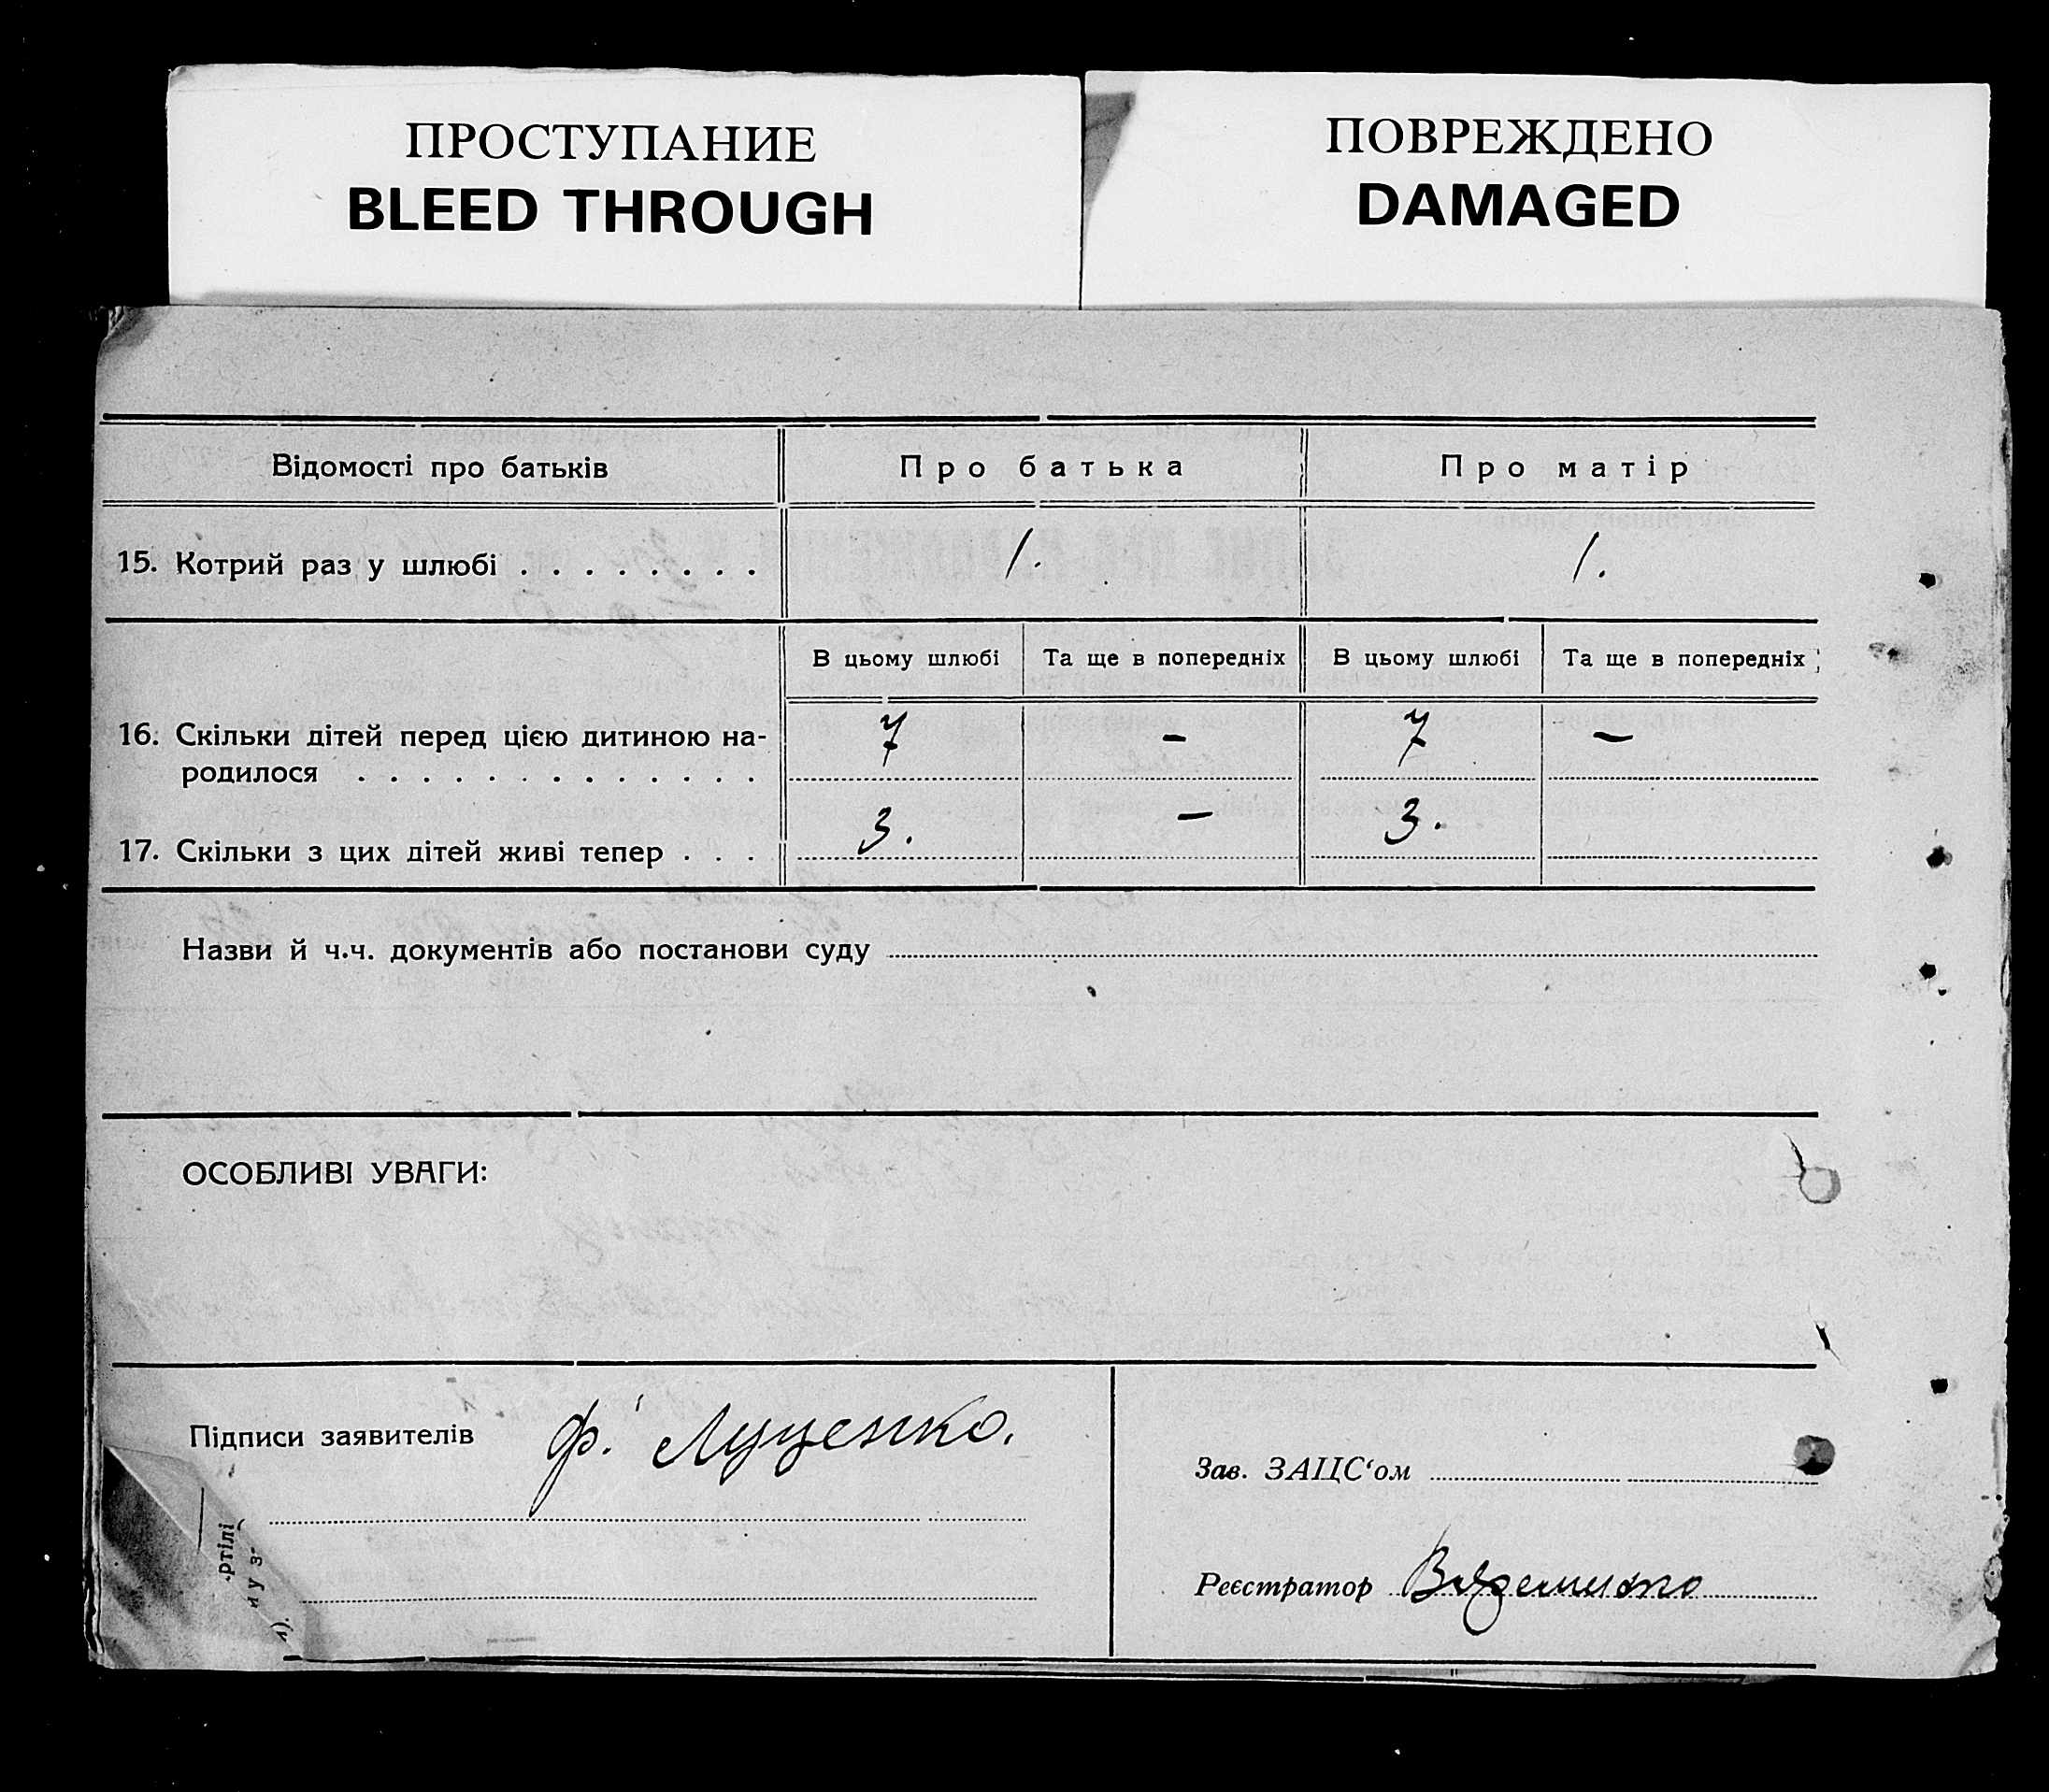 ПРОСТУПАНИЕ
BLEED THROUGH
ПОВРЕЖДЕНО
DAMAGED
Відомості про батьків
Про батька
Про матір
15. Котрий раз у шлюбі . . . . . . . .
1.
1.
В цьому шлюбі
Та ще в попередніх
В цьому шлюбі
Та ще в попередніх
16. Скільки дітей перед цією дитиною на-
родилося . . . . . . . . . . . . .
7
-
7
-
17. Скільки з цих дітей живі тепер . . .
3.
-
3.
Назви й ч.ч. документів або постанови суду
ОСОБЛИВІ УВАГИ:
Підписи заявителів
Ф. Луценко.
Зав. ЗАЦС‘ом
Реєстратор
ртілі
и у з-